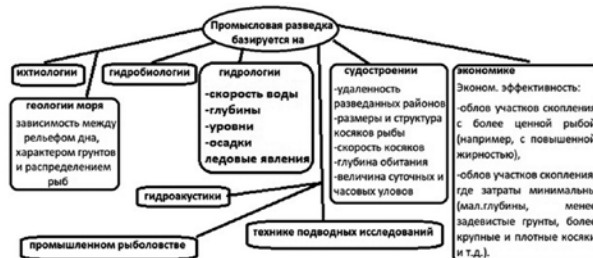 Промысловая разведка
базируется на
ихтиологии
гидробиологии
гидрологии
-скорость воды
-глубины
-уровни
-осадки
ледовые явления
судостроении
-удаленность
разведанных районов
-размеры и структура
косяков рыбы
-скорость косяков
-глубина обитания
-величина суточных и
часовых уловов
экономике
Эконом. эффективность:
-облов участков скопления
с более ценной рыбой
(например, с повышенной
жирностью),
-облов участков скопления,
где затраты минимальны
(мал.глубины, менее
задевистые грунты, более
крупные и плотные косяки
и т.д.).
геологии моря
зависимость между
рельефом дна,
характером грунтов
и распределением
рыб
гидроакустики
промышленном рыболовстве
технике подводных исследований